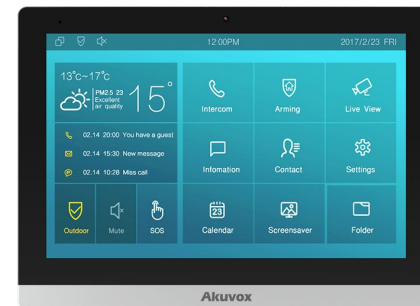 12:00PM
2017/2/23 FRI
13°c~17°c
PM2.5 23
Excellent
air quality
15°
Intercom
Arming
Live View
02.14 20:00 You have a guest
02.14 15:30 New message
02.14 10:28 Miss call
Infomation
Contact
Settings
Outdoor
Mute
SOS
23
Calendar
Screensaver
Folder
Akuvox